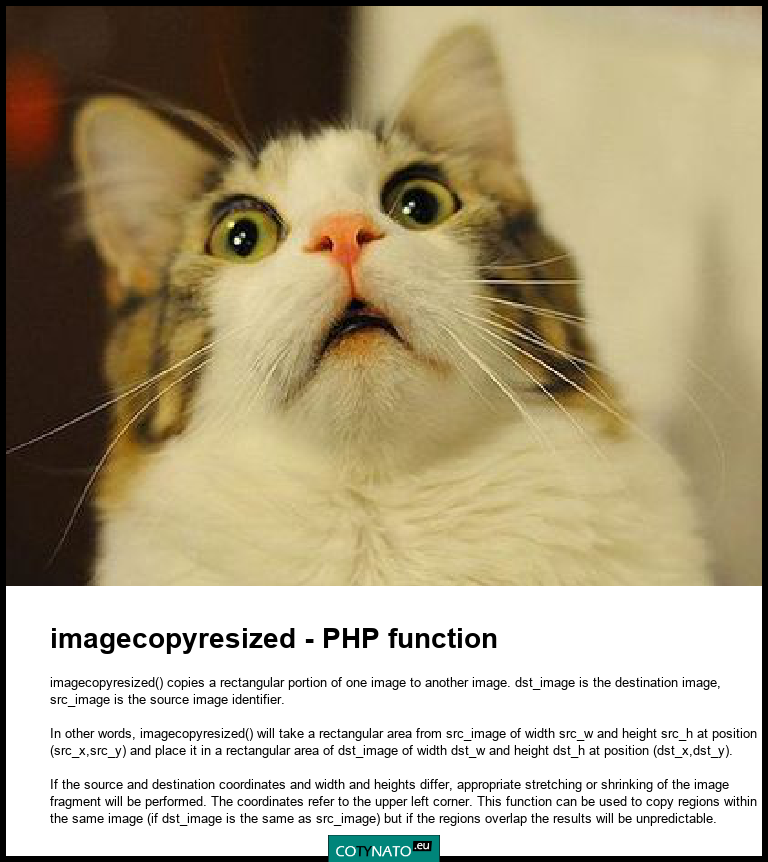 imagecopyresized - PHP function
imagecopyresized() copies a rectangular portion of one image to another image. dst_image is the destination image,
src_image is the source image identifier.
In other words, imagecopyresized() will take a rectangular area from src_image of width src_w and height src_h at position
(src_x,src_y) and place it in a rectangular area of dst_image of width dst_w and height dst_h at position (dst_x,dst_y).
If the source and destination coordinates and width and heights differ, appropriate stretching or shrinking of the image
fragment will be performed. The coordinates refer to the upper left corner. This function can be used to copy regions within
the same image (if dst_image is the same as src_image) but if the regions overlap the results will be unpredictable.
COTYNATO.eu